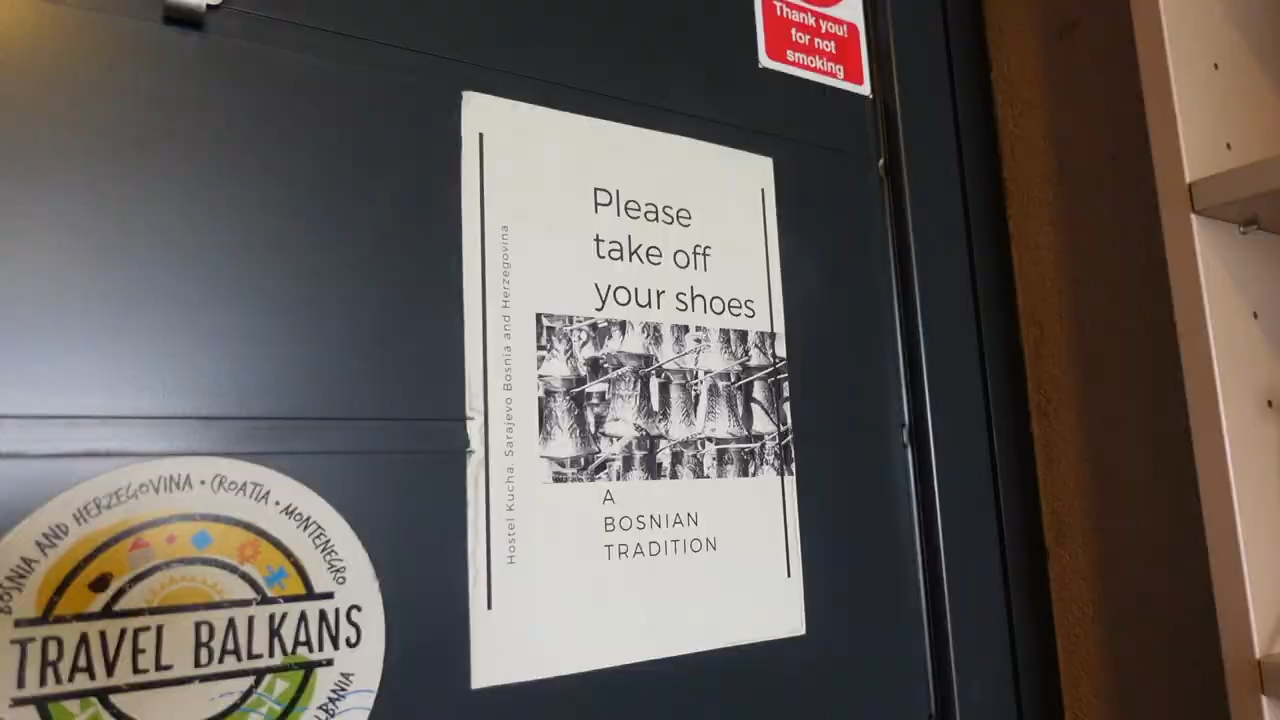 Thank you!
for not
smoking
Please
take off
your shoes
Hostel Kucha, Sarajevo Bosnia and Herzegovina
A
BOSNIAN
TRADITION
BOSNIA AND HERZEGOVINA • CROATIA • MONTENEGRO
TRAVEL BALKANS